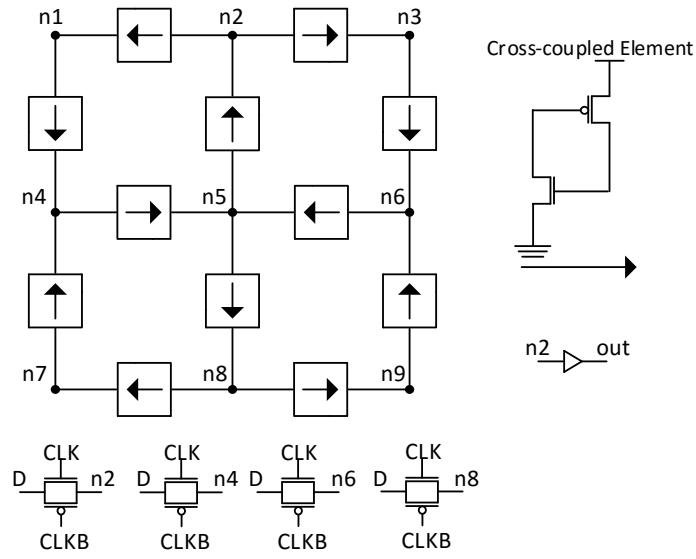 n1 n2 n3
Cross-coupled Element
n4 n5 n6
n2 out
n7 n8 n9
CLK CLK CLK CLK
D n2 D n4 D n6 D n8
CLKB CLKB CLKB CLKB